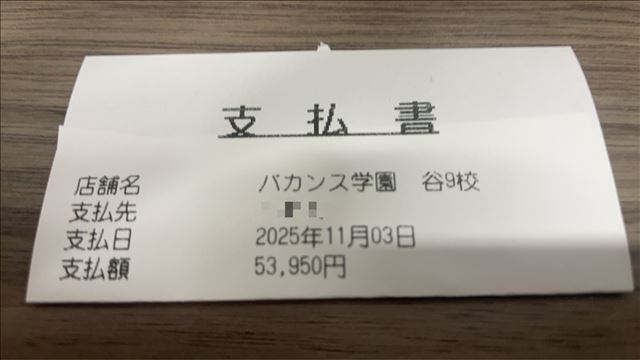 支払書
店舗名 バカンス学園 谷9校
支払先
支払日 2025年11月03日
支払額 53,950円